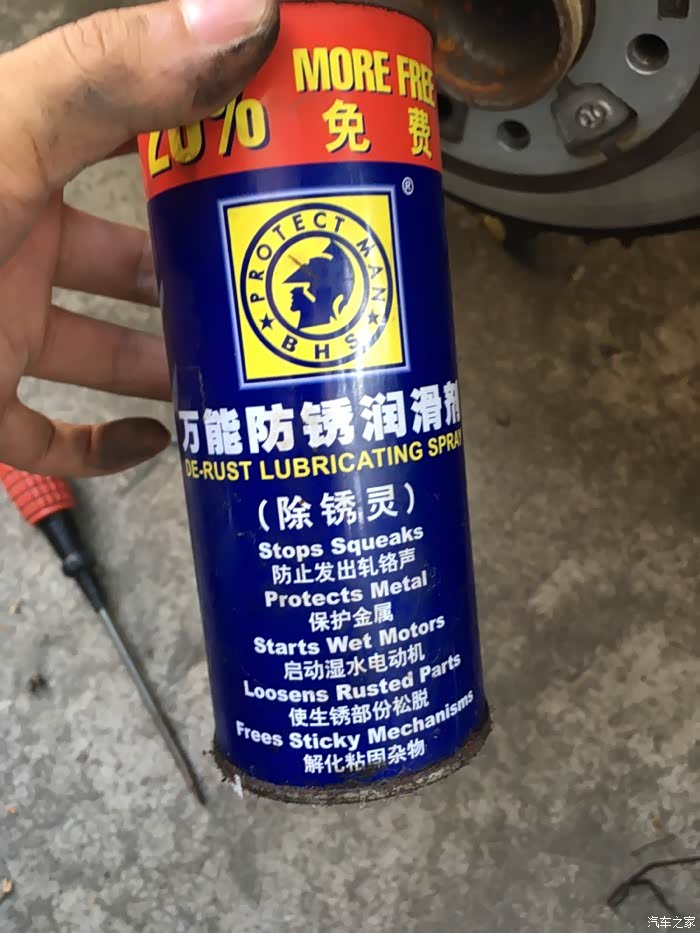 MORE FREE
20% 免费
®
PROTECT MAN
★ BHS ★
万能防锈润滑剂
DE-RUST LUBRICATING SPRAY
(除锈灵)
Stops Squeaks
防止发出轧铬声
Protects Metal
保护金属
Starts Wet Motors
启动湿水电动机
Loosens Rusted Parts
使生锈部份松脱
Frees Sticky Mechanisms
解化粘固杂物
汽车之家